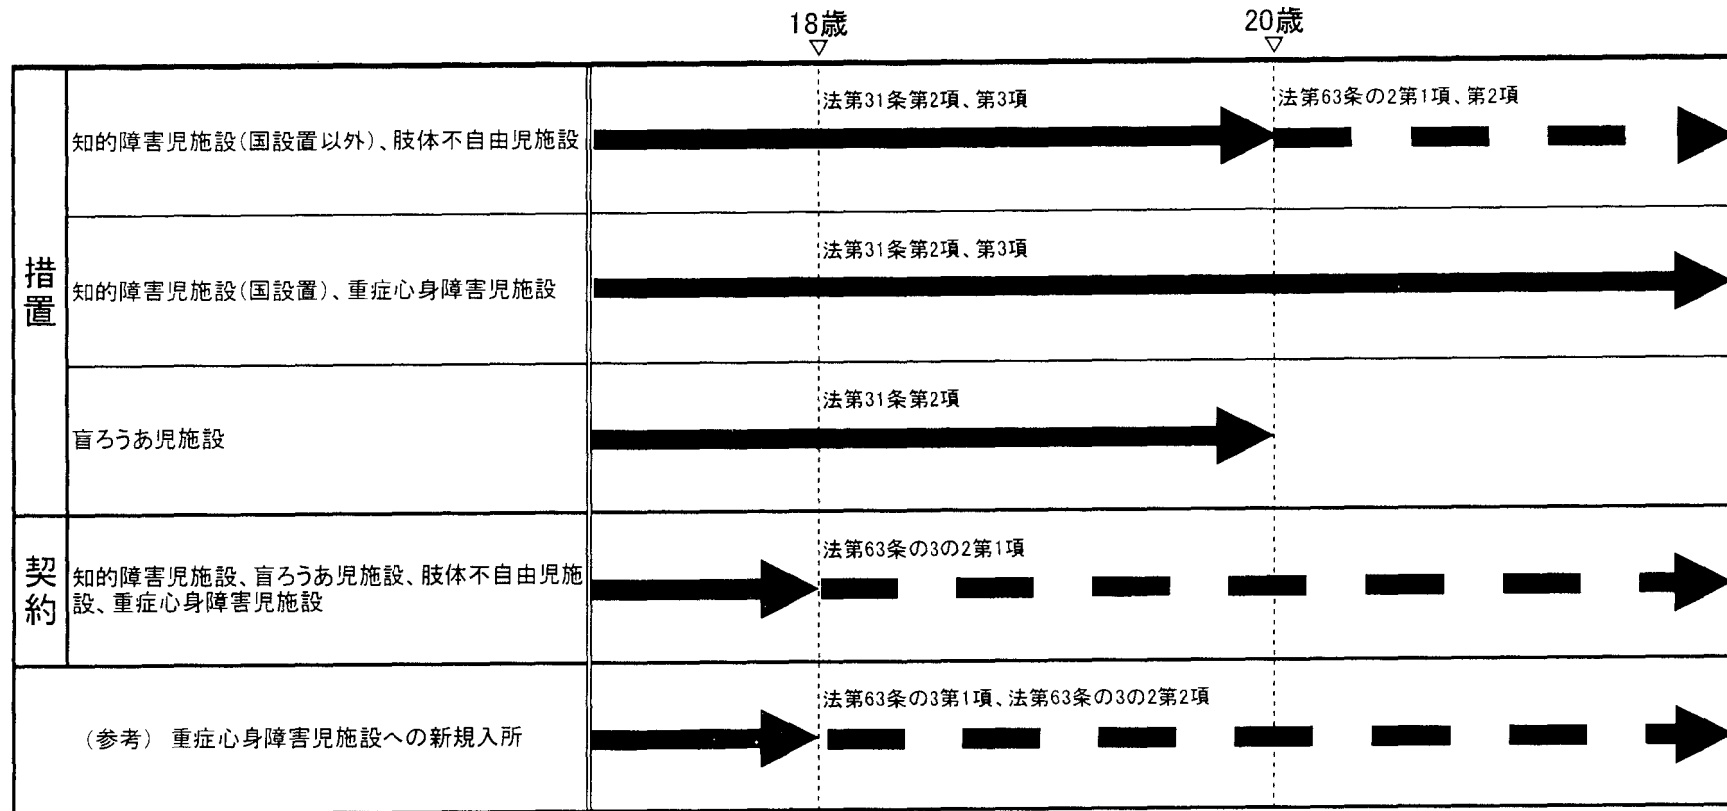 18歳
20歳
措置
知的障害児施設(国設置以外)、肢体不自由児施設
法第31条第2項、第3項
法第63条の2第1項、第2項
知的障害児施設(国設置)、重症心身障害児施設
法第31条第2項、第3項
盲ろうあ児施設
法第31条第2項
契約
知的障害児施設、盲ろうあ児施設、肢体不自由児施
設、重症心身障害児施設
法第63条の3の2第1項
(参考) 重症心身障害児施設への新規入所
法第63条の3第1項、法第63条の3の2第2項